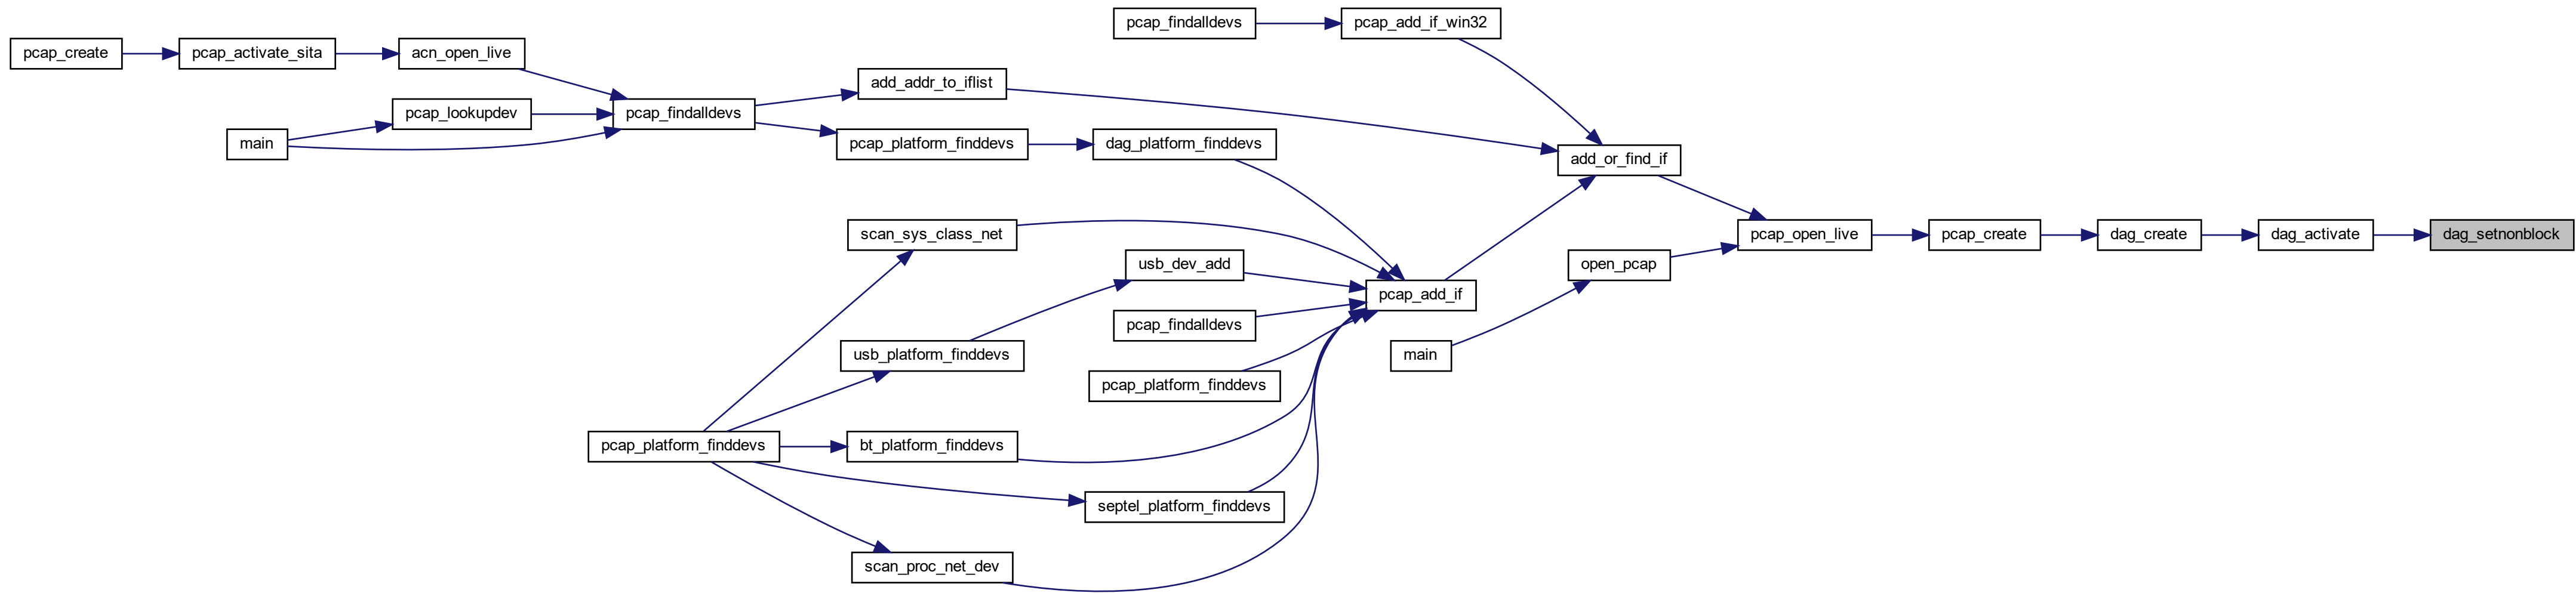 pcap_findalldevs
pcap_add_if_win32
pcap_create
pcap_activate_sita
acn_open_live
add_addr_to_iflist
pcap_lookupdev
pcap_findalldevs
main
pcap_platform_finddevs
dag_platform_finddevs
add_or_find_if
scan_sys_class_net
pcap_open_live
pcap_create
dag_create
dag_activate
dag_setnonblock
usb_dev_add
open_pcap
pcap_add_if
pcap_findalldevs
usb_platform_finddevs
main
pcap_platform_finddevs
pcap_platform_finddevs
bt_platform_finddevs
septel_platform_finddevs
scan_proc_net_dev